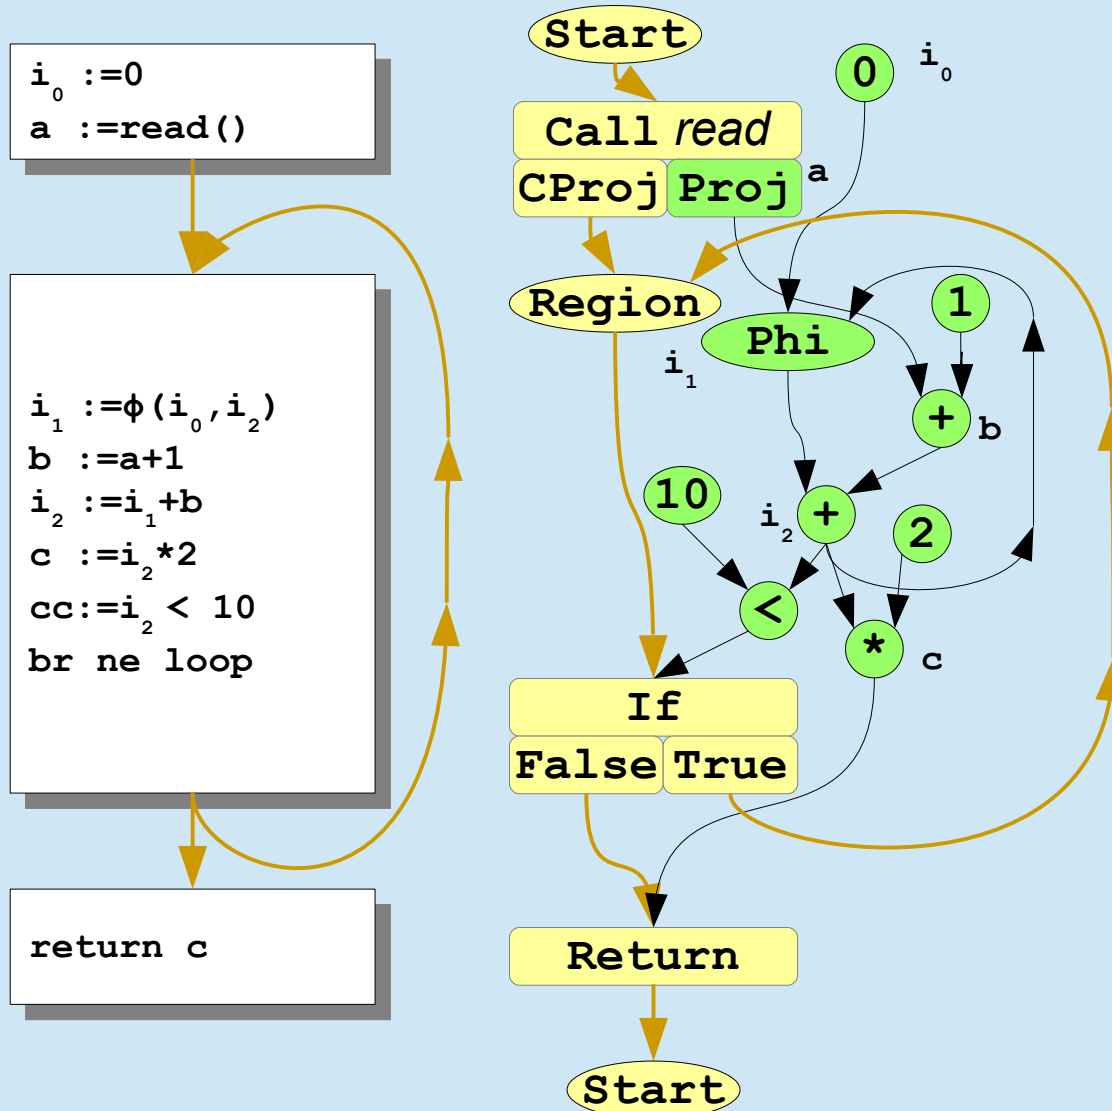 i₀ :=0
a :=read()
i₁ :=ϕ(i₀,i₂)
b :=a+1
i₂ :=i₁+b
c :=i₂*2
cc:=i₂ < 10
br ne loop
return c
Start
0
i₀
Call read
CProj
Proj
a
Region
Phi
1
i₁
+
b
10
i₂
+
2
<
*
c
If
False
True
Return
Start